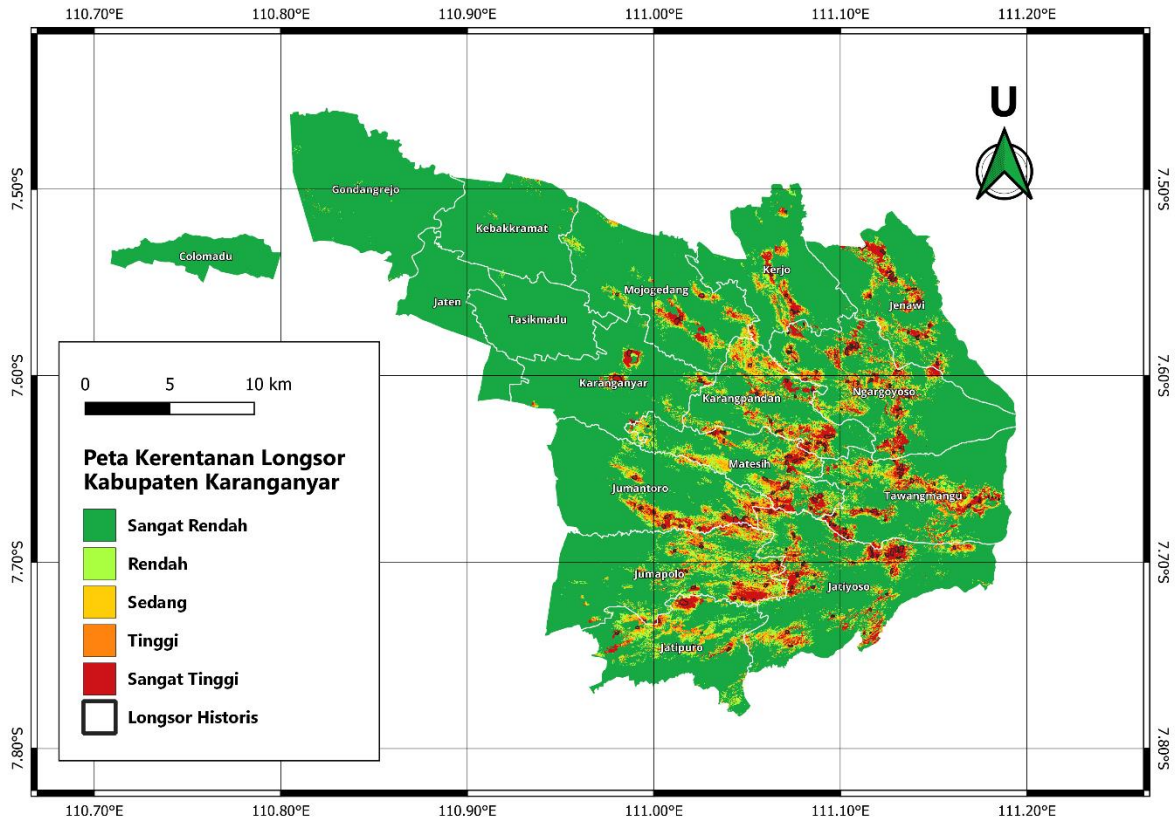 110.70°E 110.80°E 110.90°E 111.00°E 111.10°E 111.20°E
U
7.50°S 7.50°S
Gondangrejo
Kebakkramat
Colomadu
Kerjo
Mojogedang
Jaten
Jenawi
Tasikmadu
7.60°S 7.60°S
Karanganyar
Karangpandan
Ngargoyoso
Matesih
Jumantoro
Tawangmangu
7.70°S 7.70°S
Jumapolo
Jatiyoso
Jatipuro
7.80°S 7.80°S
0 5 10 km
Peta Kerentanan Longsor
Kabupaten Karanganyar
Sangat Rendah
Rendah
Sedang
Tinggi
Sangat Tinggi
Longsor Historis
110.70°E 110.80°E 110.90°E 111.00°E 111.10°E 111.20°E